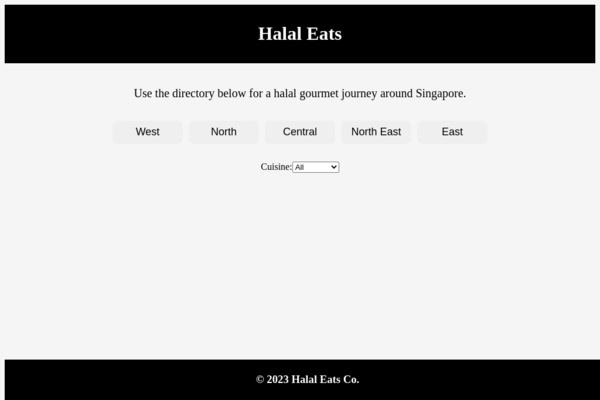 Halal Eats
Use the directory below for a halal gourmet journey around Singapore.
West North Central North East East
Cuisine: All
© 2023 Halal Eats Co.